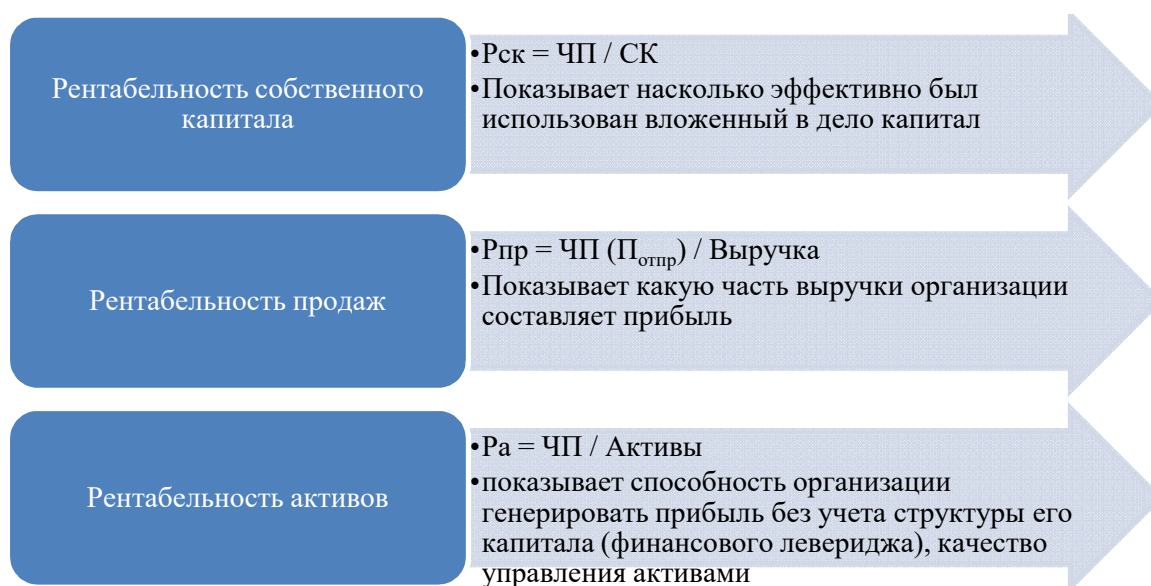 Рентабельность собственного
капитала
•Рск = ЧП / СК
•Показывает насколько эффективно был
использован вложенный в дело капитал
Рентабельность продаж
•Рпр = ЧП (Потпр) / Выручка
•Показывает какую часть выручки организации
составляет прибыль
Рентабельность активов
•Ра = ЧП / Активы
•показывает способность организации
генерировать прибыль без учета структуры его
капитала (финансового левериджа), качество
управления активами